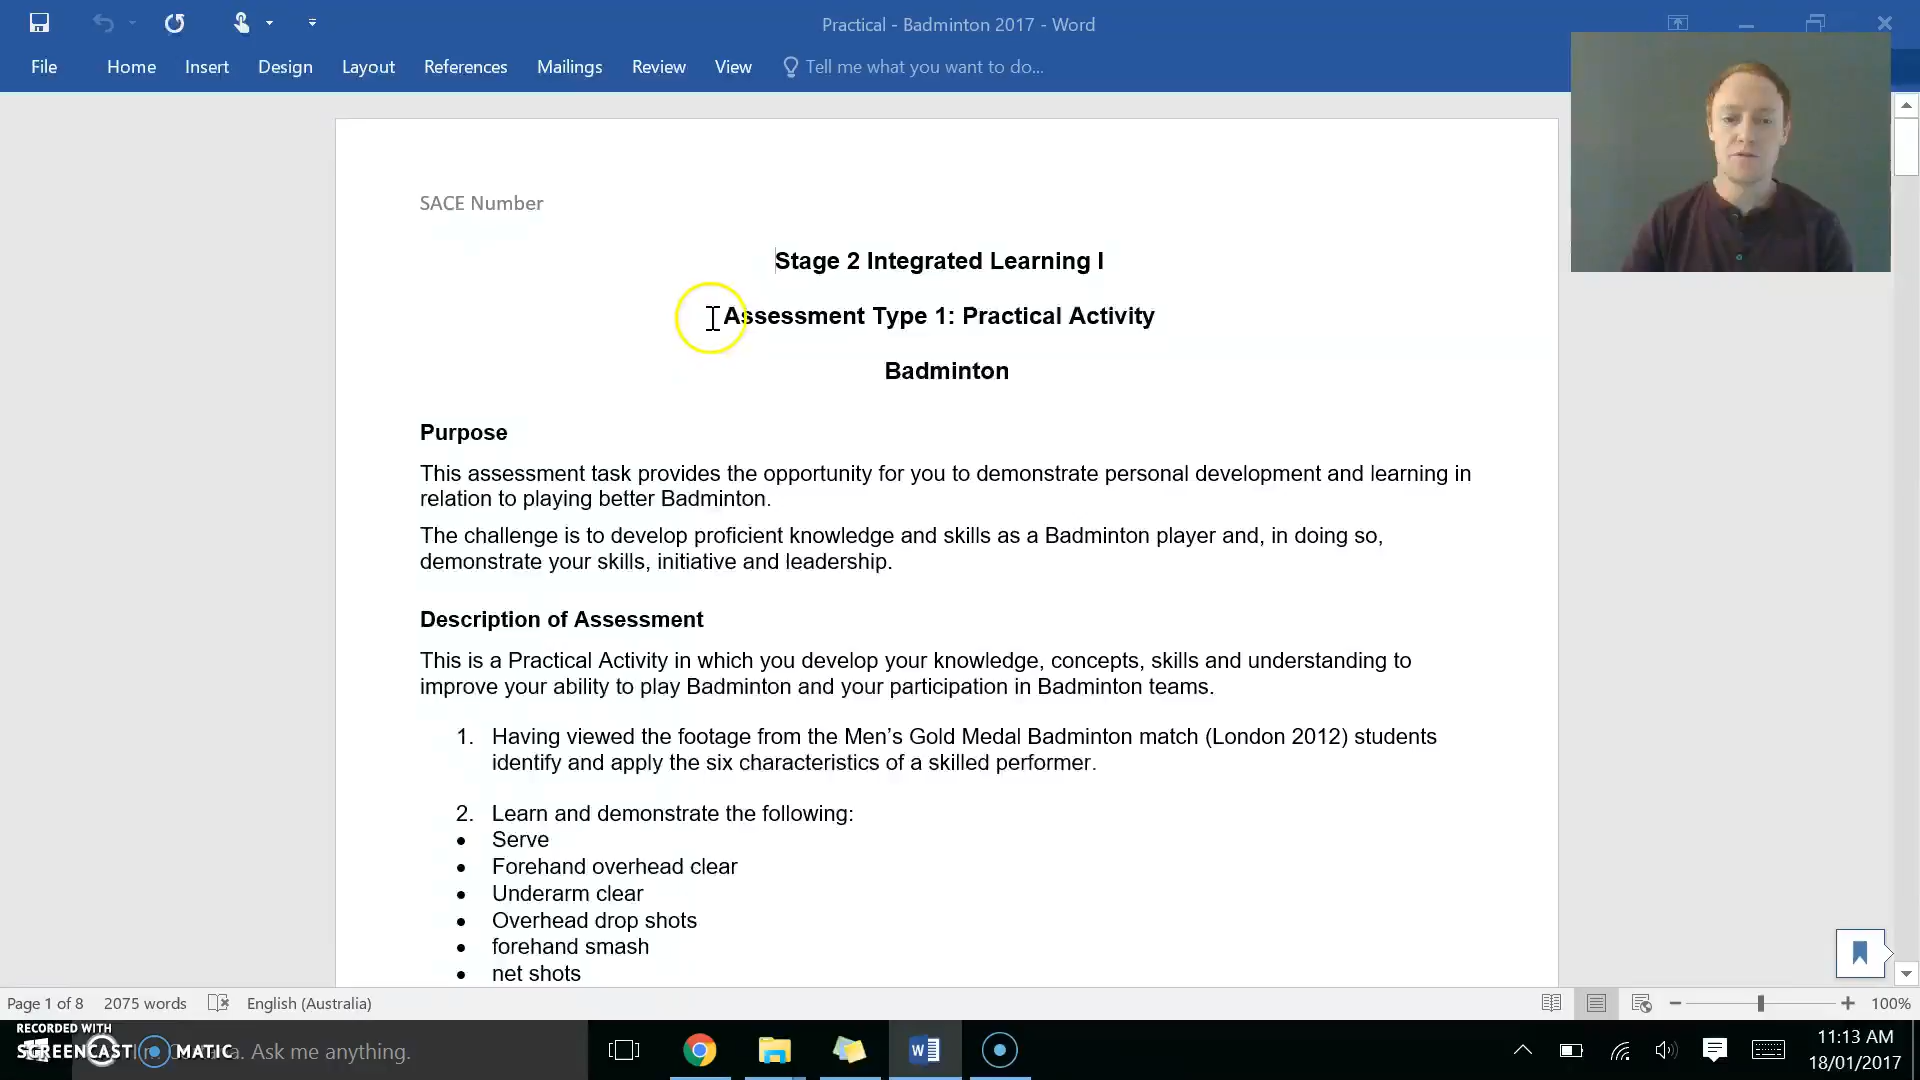 Practical - Badminton 2017 - Word
File Home Insert Design Layout References Mailings Review View Tell me what you want to do...
SACE Number
Stage 2 Integrated Learning I
Assessment Type 1: Practical Activity
Badminton
Purpose
This assessment task provides the opportunity for you to demonstrate personal development and learning in
relation to playing better Badminton.
The challenge is to develop proficient knowledge and skills as a Badminton player and, in doing so,
demonstrate your skills, initiative and leadership.
Description of Assessment
This is a Practical Activity in which you develop your knowledge, concepts, skills and understanding to
improve your ability to play Badminton and your participation in Badminton teams.
1. Having viewed the footage from the Men's Gold Medal Badminton match (London 2012) students
identify and apply the six characteristics of a skilled performer.
2. Learn and demonstrate the following:
• Serve
• Forehand overhead clear
• Underarm clear
• Overhead drop shots
• forehand smash
• net shots
Page 1 of 8 2075 words English (Australia) 100%
RECORDED WITH
SCREENCAST MATIC
Ask me anything.
11:13 AM
18/01/2017